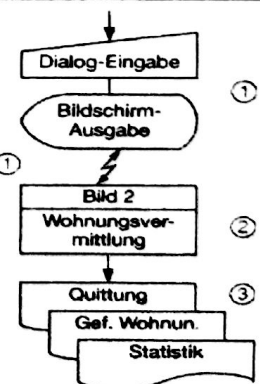 Dialog-Eingabe
①
Bildschirm-
Ausgabe
①
Bild 2
Wohnungsver-
mittlung
②
Quittung
③
Gef. Wohnun.
Statistik